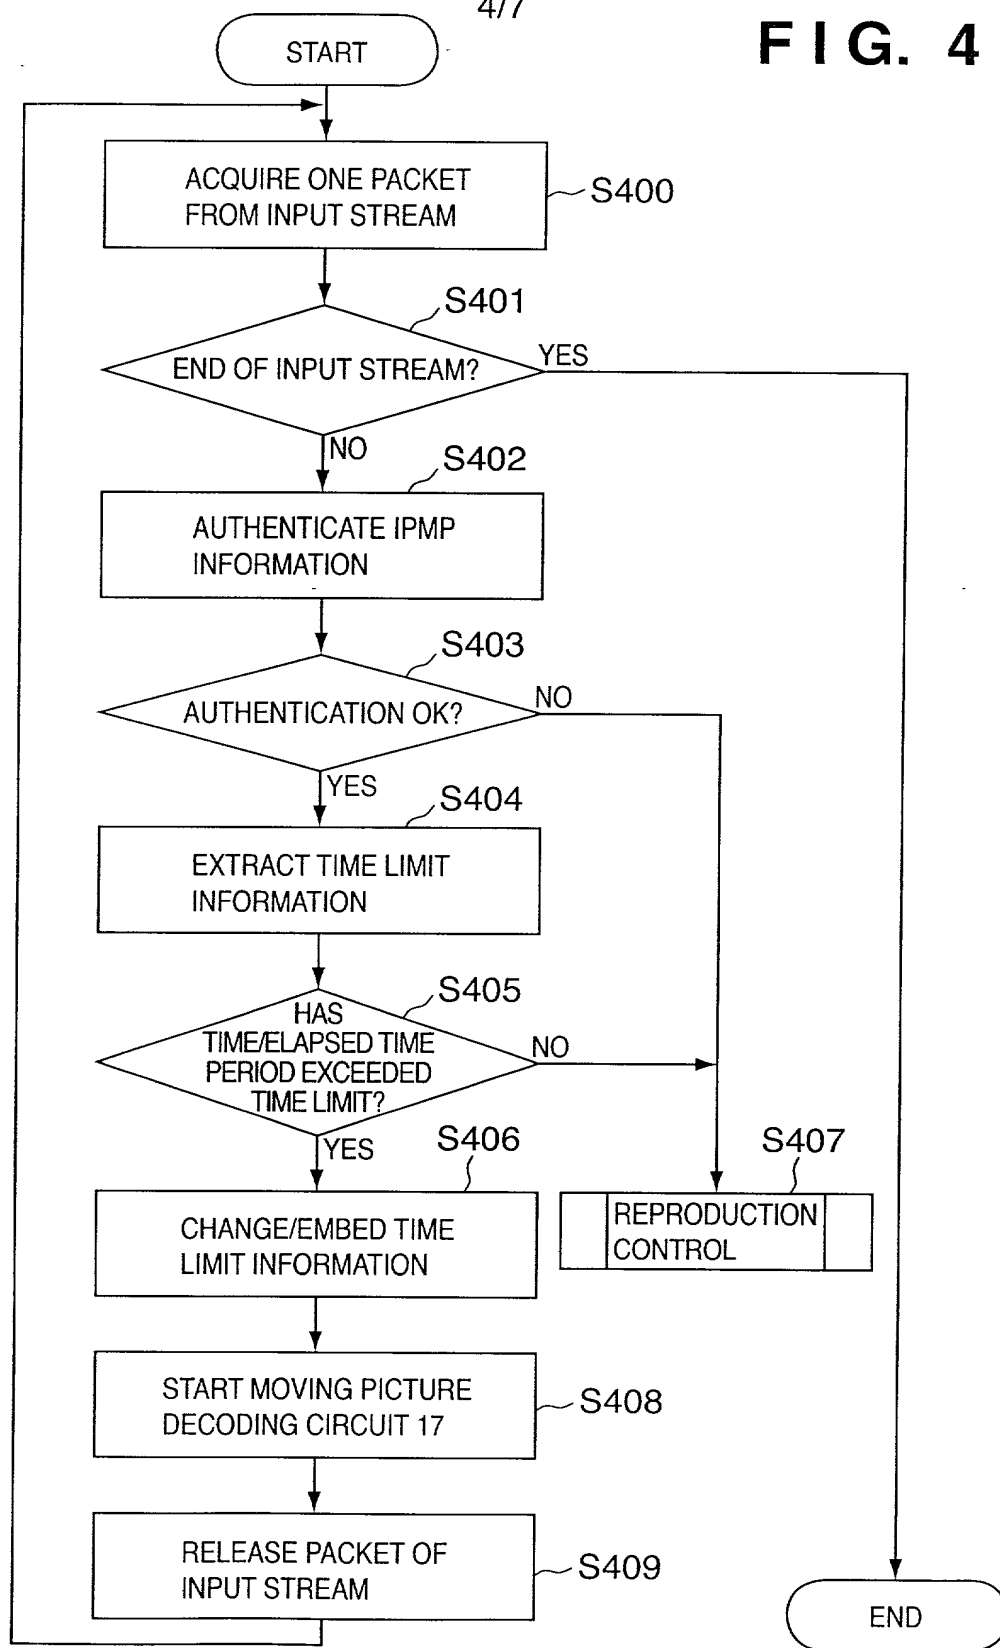 4/7
FIG. 4
START
ACQUIRE ONE PACKET
FROM INPUT STREAM
S400
S401
END OF INPUT STREAM?
YES
NO
S402
AUTHENTICATE IPMP
INFORMATION
S403
AUTHENTICATION OK?
NO
YES
S404
EXTRACT TIME LIMIT
INFORMATION
S405
HAS
TIME/ELAPSED TIME
PERIOD EXCEEDED
TIME LIMIT?
NO
YES
S406
CHANGE/EMBED TIME
LIMIT INFORMATION
S407
REPRODUCTION
CONTROL
START MOVING PICTURE
DECODING CIRCUIT 17
S408
RELEASE PACKET OF
INPUT STREAM
S409
END